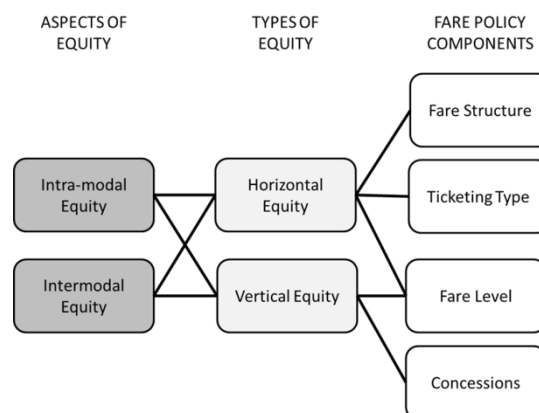 ASPECTS OF
EQUITY
TYPES OF
EQUITY
FARE POLICY
COMPONENTS
Intra-modal
Equity
Intermodal
Equity
Horizontal
Equity
Vertical Equity
Fare Structure
Ticketing Type
Fare Level
Concessions